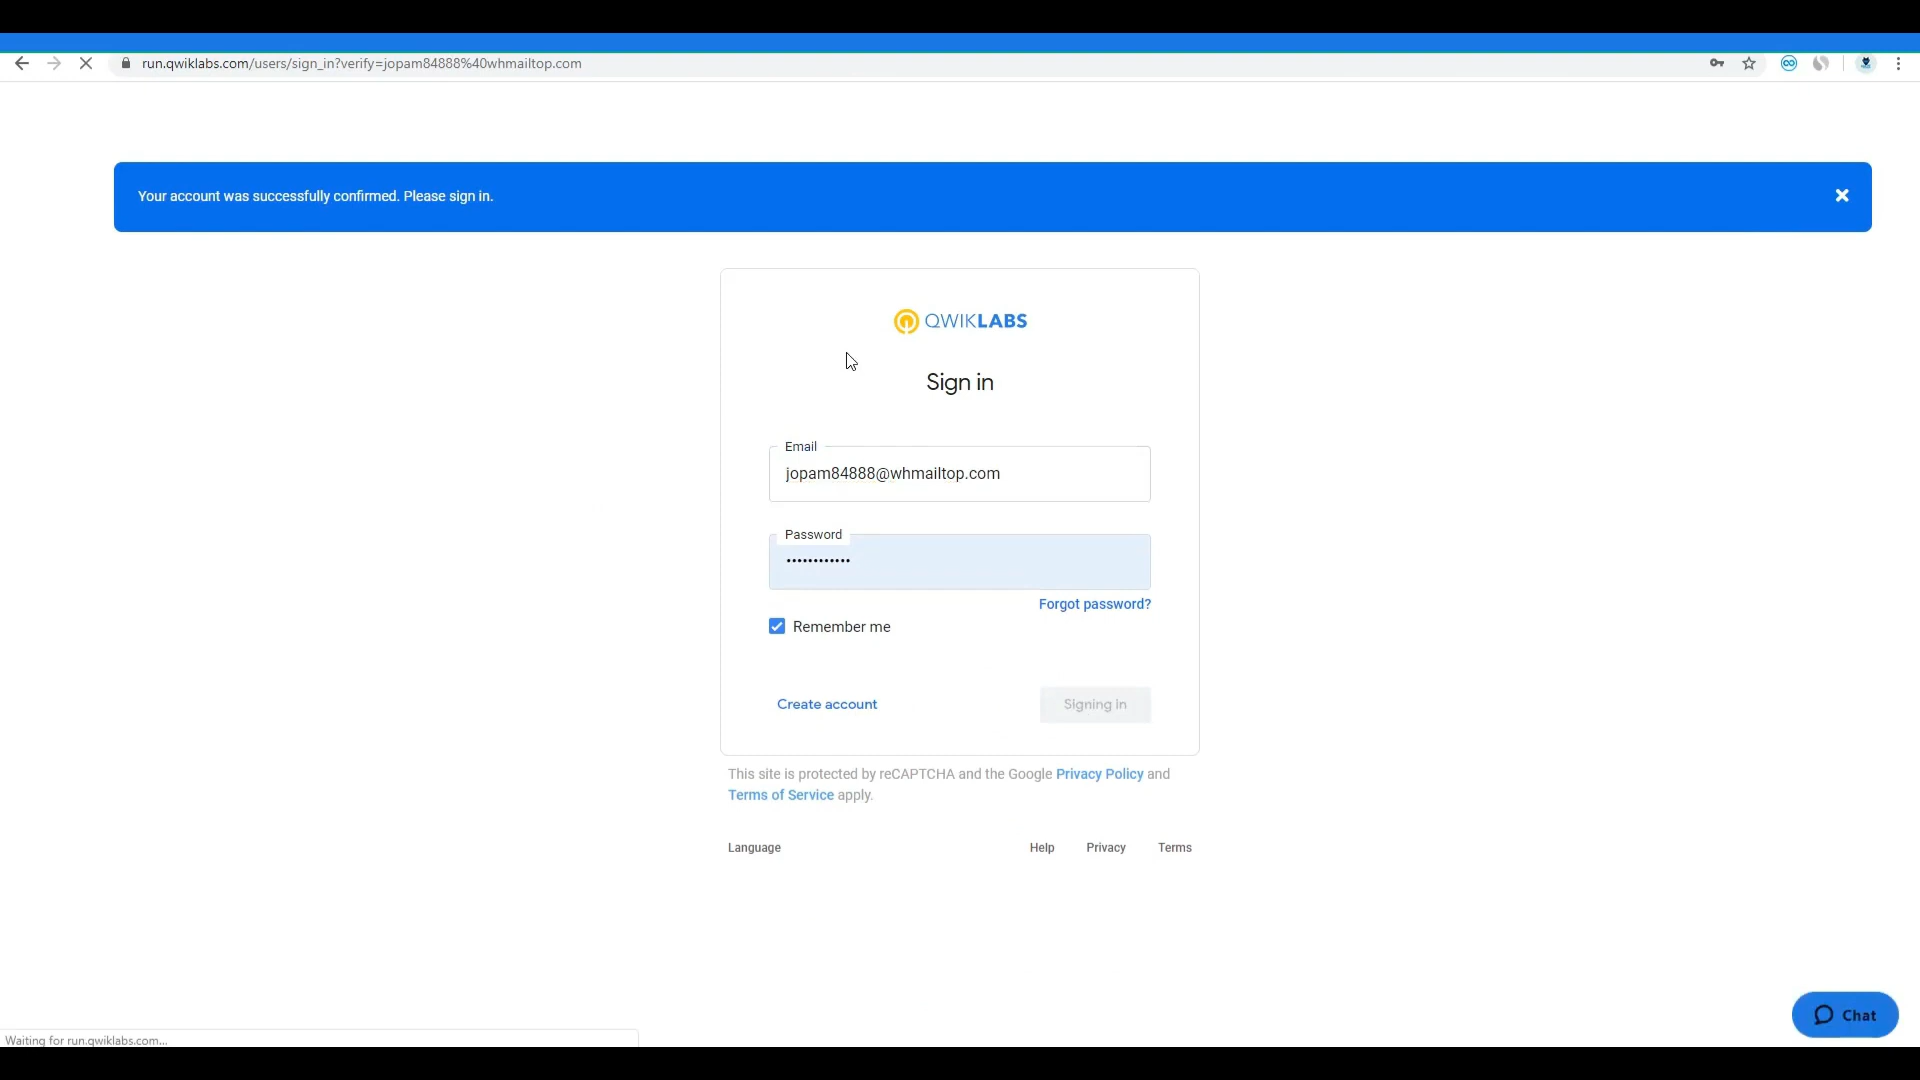 run.qwiklabs.com/users/sign_in?verify=jopam84888%40whmailtop.com
Your account was successfully confirmed. Please sign in.
QWIKLABS
Sign in
Email
jopam84888@whmailtop.com
Password
••••••••••••
Forgot password?
Remember me
Create account
Signing In
This site is protected by reCAPTCHA and the Google Privacy Policy and
Terms of Service apply.
Language Help Privacy Terms
Chat
Waiting for run.qwiklabs.com...